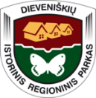 DIEVENIŠKIŲ
ISTORINIS REGIONINIS PARKAS